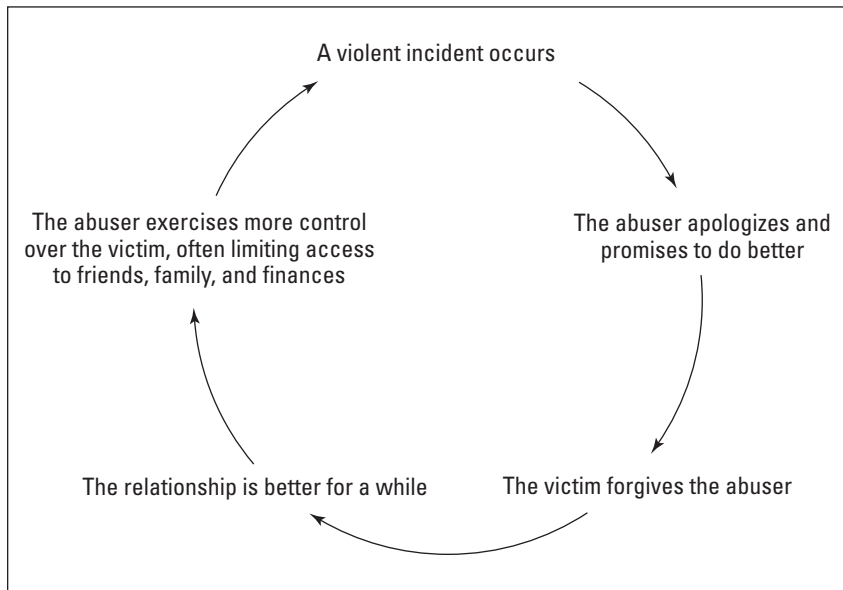 A violent incident occurs
The abuser apologizes and
promises to do better
The victim forgives the abuser
The relationship is better for a while
The abuser exercises more control
over the victim, often limiting access
to friends, family, and finances